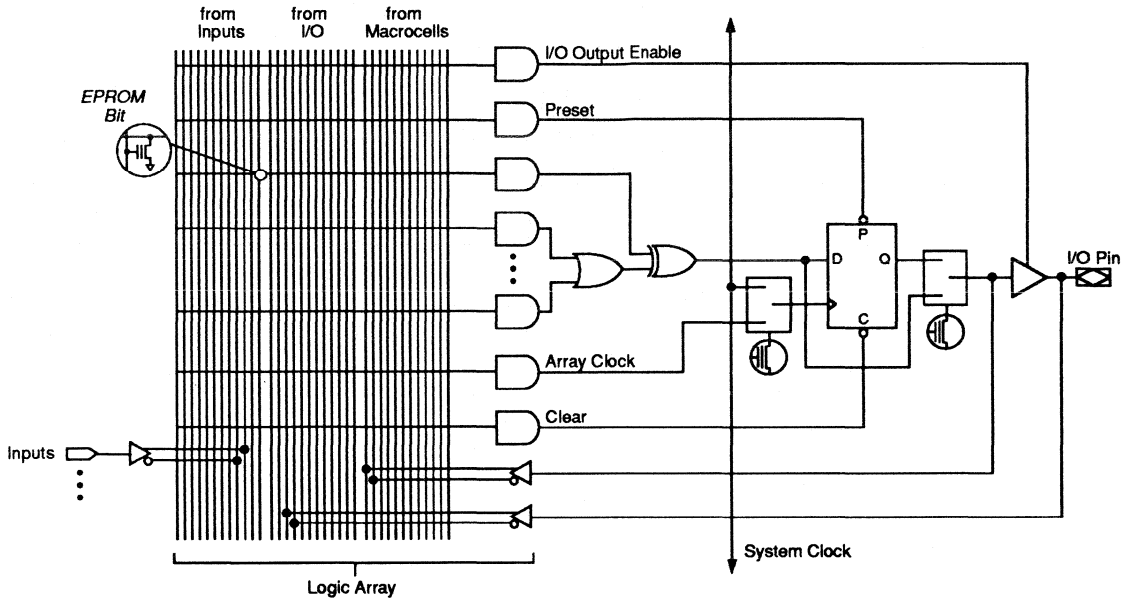 from
Inputs
from
I/O
from
Macrocells
I/O Output Enable
EPROM
Bit
Preset
P
D
Q
C
I/O Pin
Array Clock
Clear
Inputs
System Clock
Logic Array